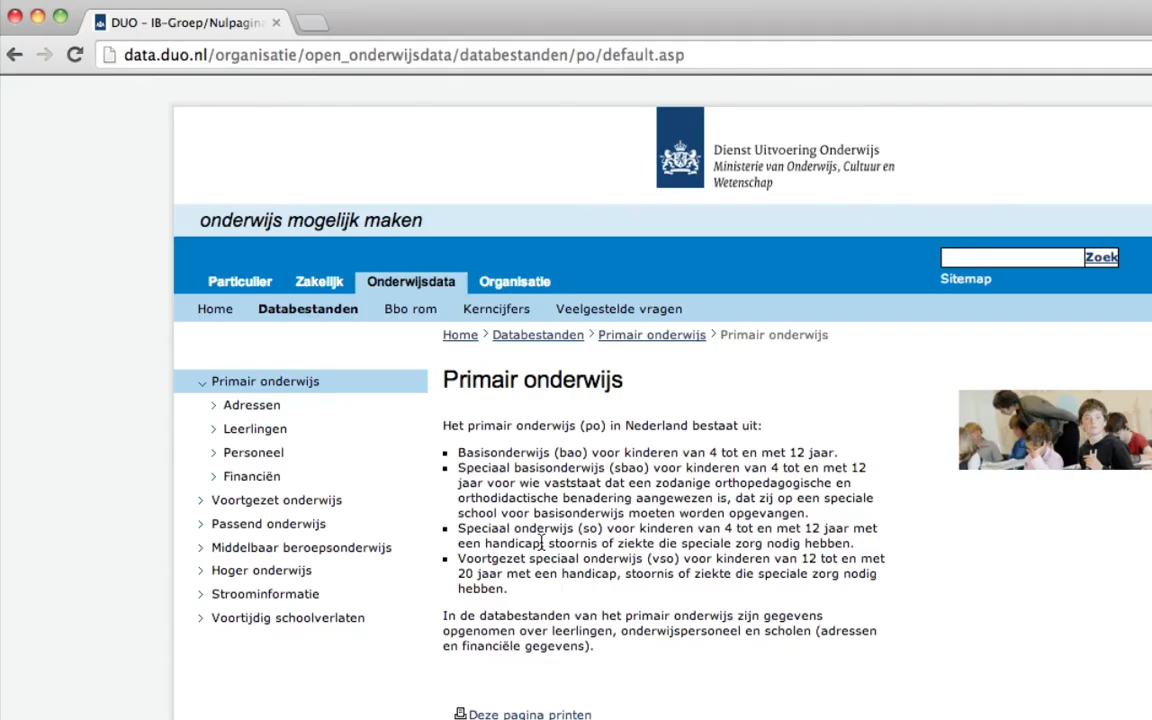 DUO - IB-Groep/Nulpagin
data.duo.nl/organisatie/open_onderwijsdata/databestanden/po/default.asp
Dienst Uitvoering Onderwijs
Ministerie van Onderwijs, Cultuur en
Wetenschap
onderwijs mogelijk maken
Zoek
Particulier Zakelijk Onderwijsdata Organisatie
Sitemap
Home Databestanden Bbo rom Kerncijfers Veelgestelde vragen
Home > Databestanden > Primair onderwijs > Primair onderwijs
Primair onderwijs
Adressen
Leerlingen
Personeel
Financiën
Voortgezet onderwijs
Passend onderwijs
Middelbaar beroepsonderwijs
Hoger onderwijs
Stroominformatie
Voortijdig schoolverlaten
Primair onderwijs
Het primair onderwijs (po) in Nederland bestaat uit:
Basisonderwijs (bao) voor kinderen van 4 tot en met 12 jaar.
Speciaal basisonderwijs (sbao) voor kinderen van 4 tot en met 12
jaar voor wie vaststaat dat een zodanige orthopedagogische en
orthodidactische benadering aangewezen is, dat zij op een speciale
school voor basisonderwijs moeten worden opgevangen.
Speciaal onderwijs (so) voor kinderen van 4 tot en met 12 jaar met
een handicap, stoornis of ziekte die speciale zorg nodig hebben.
Voortgezet speciaal onderwijs (vso) voor kinderen van 12 tot en met
20 jaar met een handicap, stoornis of ziekte die speciale zorg nodig
hebben.
In de databestanden van het primair onderwijs zijn gegevens
opgenomen over leerlingen, onderwijspersoneel en scholen (adressen
en financiële gegevens).
Deze pagina printen